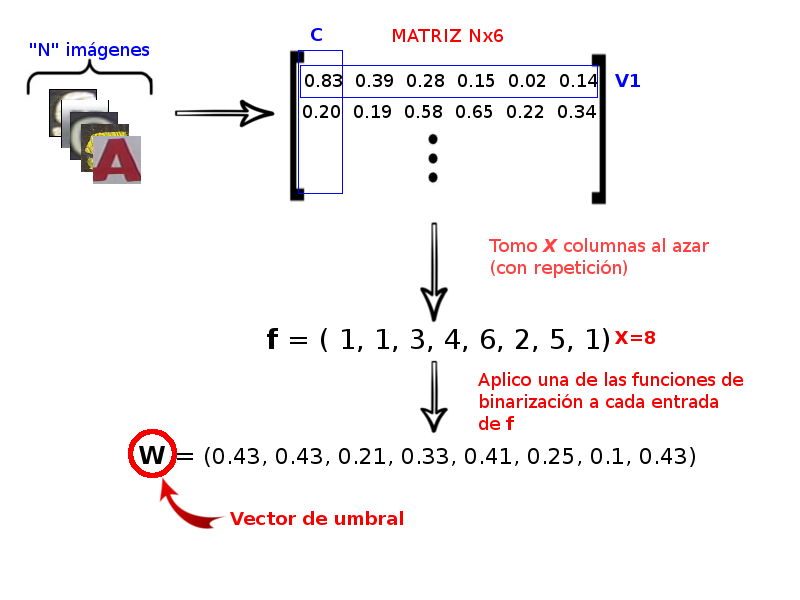 "N" imágenes
C
MATRIZ Nx6
0.83 0.39 0.28 0.15 0.02 0.14
V1
0.20 0.19 0.58 0.65 0.22 0.34
A
Tomo X columnas al azar
(con repetición)
f = ( 1, 1, 3, 4, 6, 2, 5, 1)
X=8
Aplico una de las funciones de
binarización a cada entrada
de f
W = (0.43, 0.43, 0.21, 0.33, 0.41, 0.25, 0.1, 0.43)
Vector de umbral